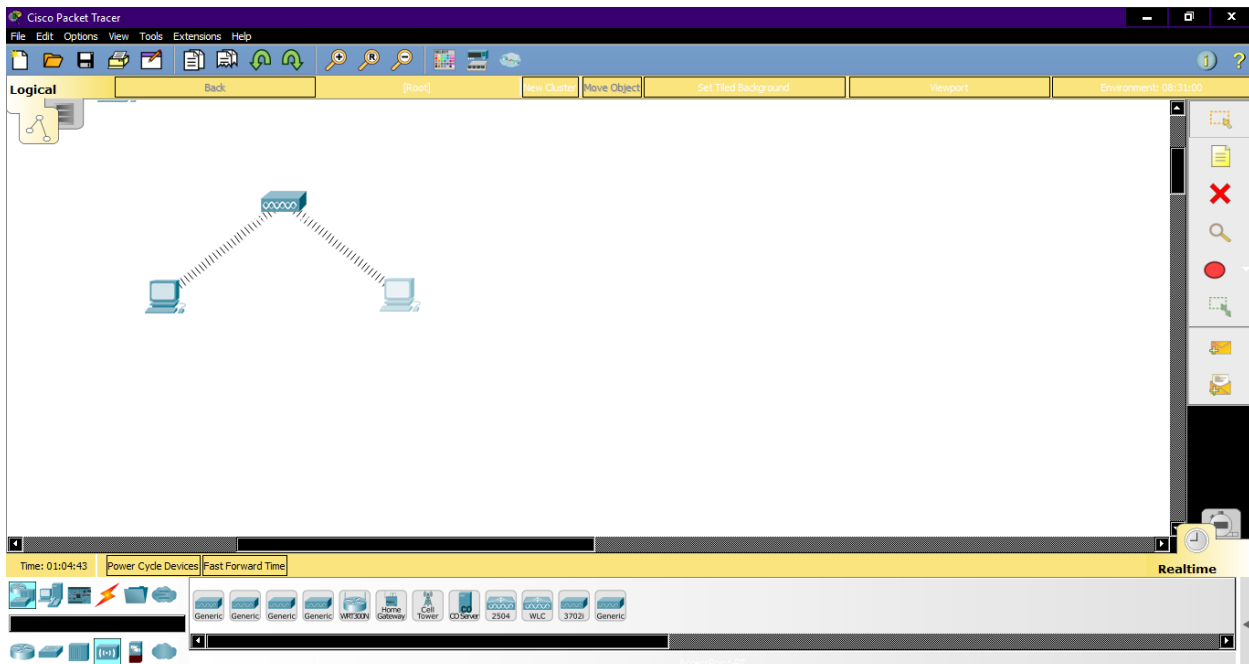 Cisco Packet Tracer
File Edit Options View Tools Extensions Help
Logical
Back
[Root]
New Cluster
Move Object
Set Tiled Background
Viewport
Environment: 08:31:00
Time: 01:04:43
Power Cycle Devices
Fast Forward Time
Realtime
Generic Generic Generic Generic WRT300N Home Gateway Cell Tower CO Server 2504 WLC 3702i Generic